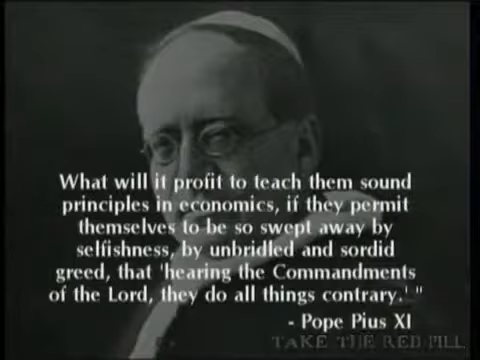 What will it profit to teach them sound
principles in economics, if they permit
themselves to be so swept away by
selfishness, by unbridled and sordid
greed, that 'hearing the Commandments
of the Lord, they do all things contrary.' "
- Pope Pius XI
TAKE THE RED PILL